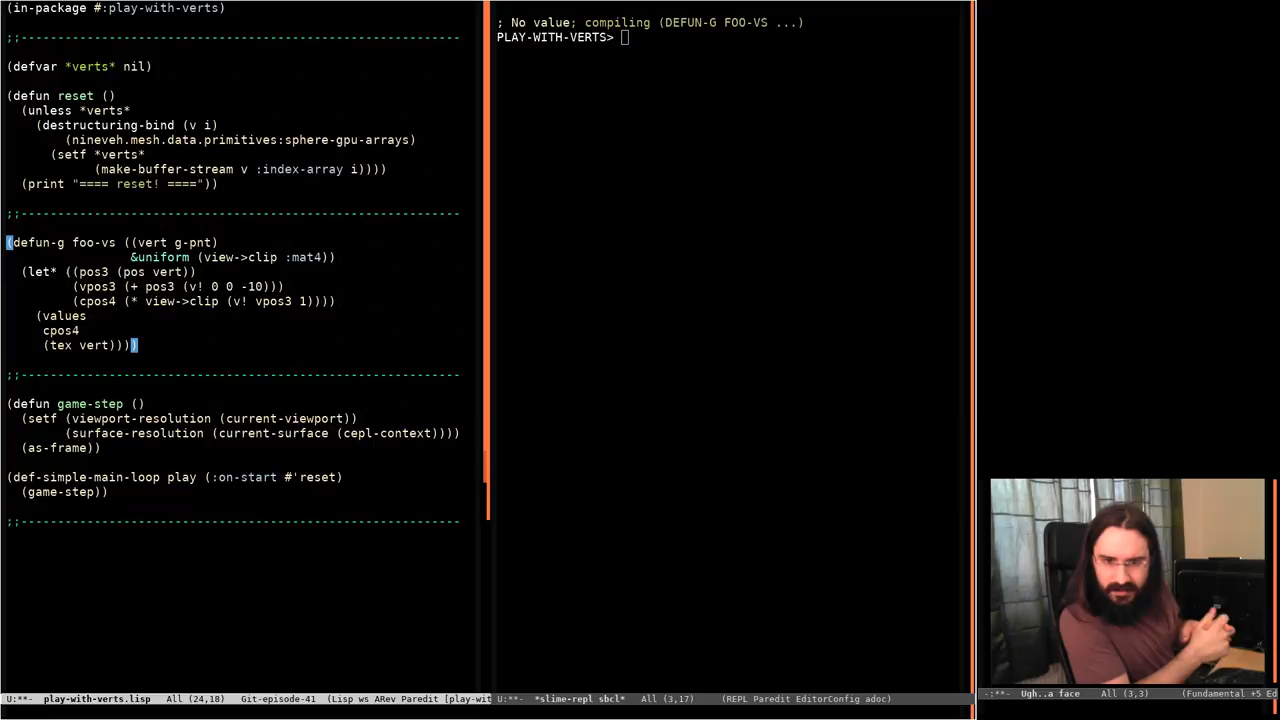 (in-package #:play-with-verts)
;;--------------------------------------------------------------
(defvar *verts* nil)
(defun reset ()
  (unless *verts*
    (destructuring-bind (v i)
        (nineveh.mesh.data.primitives:sphere-gpu-arrays)
      (setf *verts*
            (make-buffer-stream v :index-array i))))
  (print "==== reset! ===="))
;;--------------------------------------------------------------
(defun-g foo-vs ((vert g-pnt)
                 &uniform (view->clip :mat4))
  (let* ((pos3 (pos vert))
         (vpos3 (+ pos3 (v! 0 0 -10)))
         (cpos4 (* view->clip (v! vpos3 1))))
    (values
     cpos4
     (tex vert))))
;;--------------------------------------------------------------
(defun game-step ()
  (setf (viewport-resolution (current-viewport))
        (surface-resolution (current-surface (cepl-context))))
  (as-frame))
(def-simple-main-loop play (:on-start #'reset)
  (game-step))
;;--------------------------------------------------------------
U:**-  play-with-verts.lisp   All (24,18)   Git-episode-41  (Lisp ws ARev Paredit [play-wit
; No value; compiling (DEFUN-G FOO-VS ...)
PLAY-WITH-VERTS>
U:**-  *slime-repl sbcl*   All (3,17)   (REPL Paredit EditorConfig adoc)
-:**-  Ugh..a face   All (3,3)   (Fundamental +5 Ed